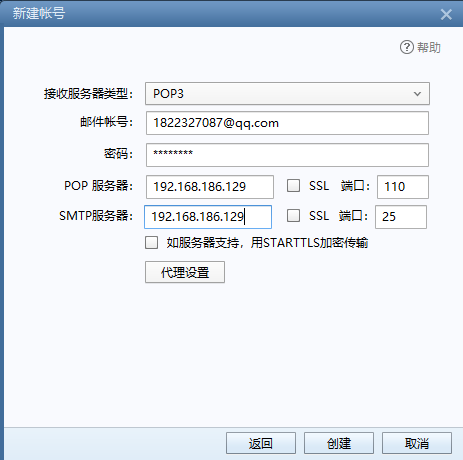 新建帐号
帮助
接收服务器类型： POP3
邮件帐号： 1822327087@qq.com
密码： ********
POP 服务器： 192.168.186.129 SSL 端口： 110
SMTP服务器： 192.168.186.129 SSL 端口： 25
如服务器支持，用STARTTLS加密传输
代理设置
返回 创建 取消